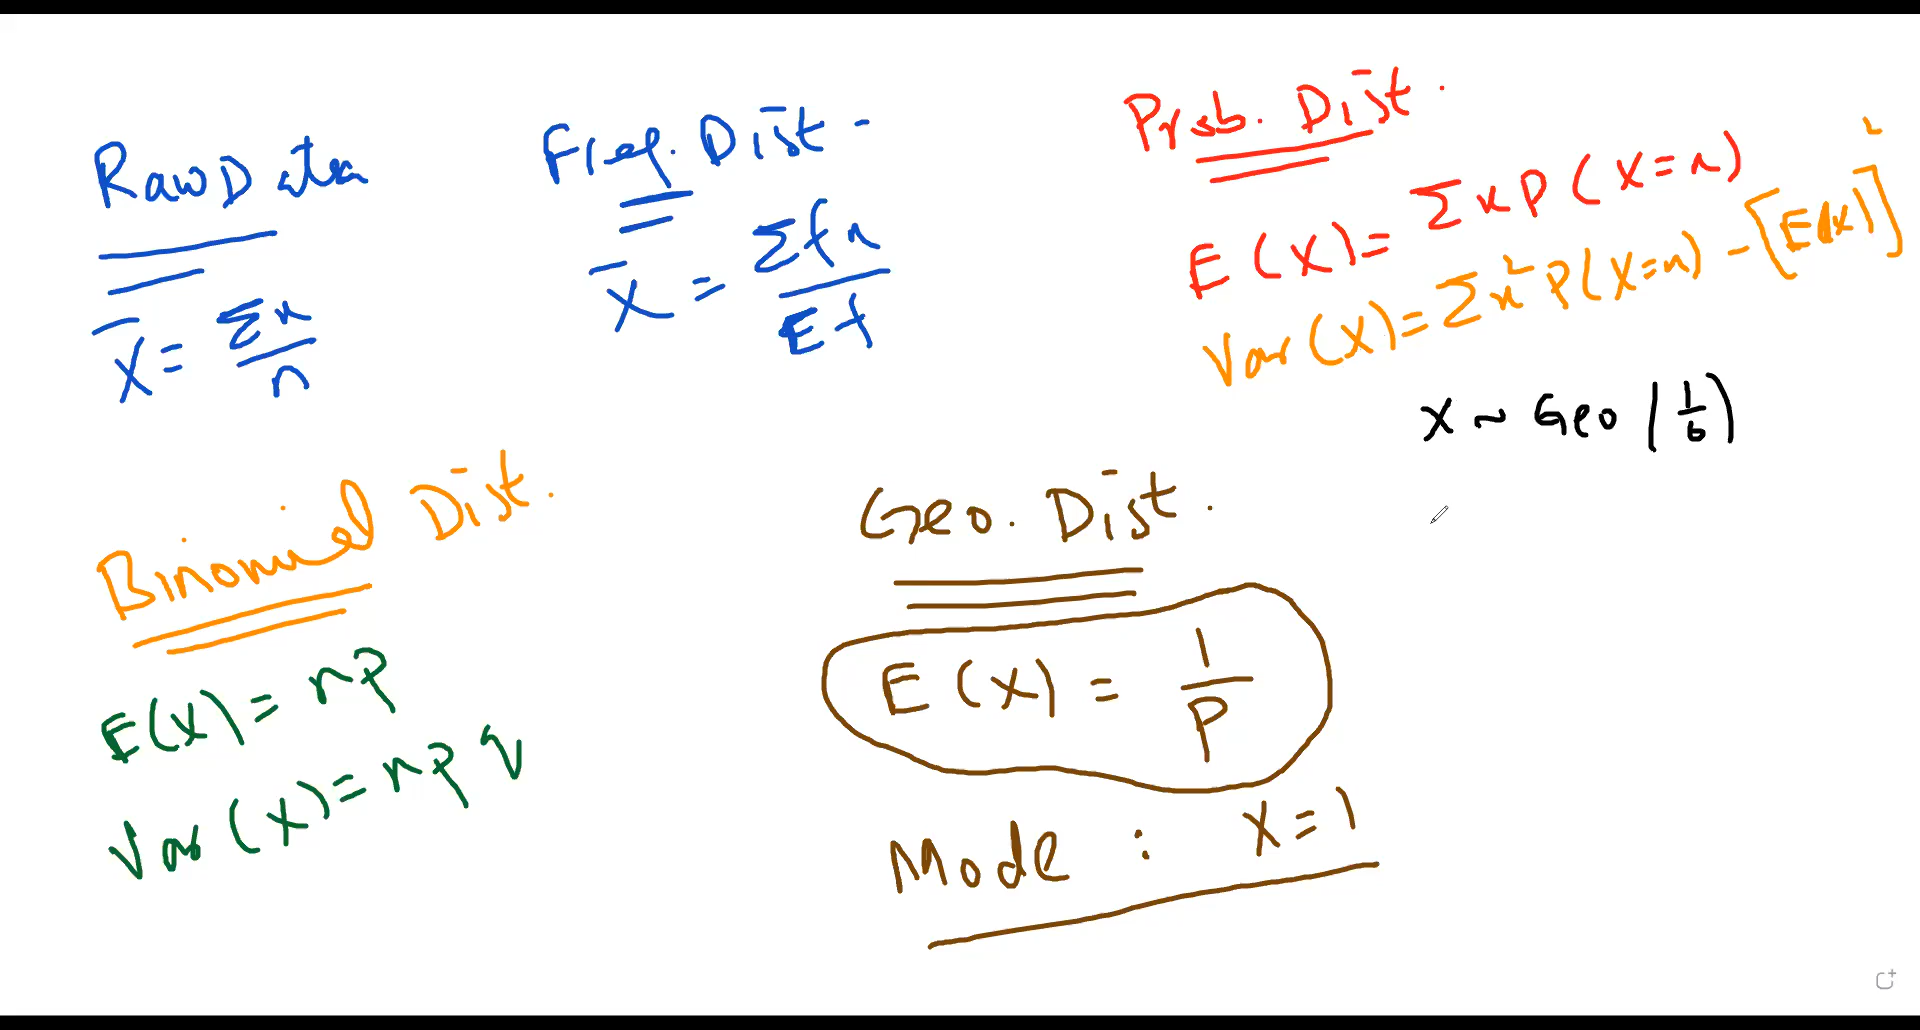 Raw Data
X̄ = Σx/n
Freq. Dist -
X̄ = Σfx/Σf
Prob. Dist.
E(X) = ΣxP(X=x)
Var(X) = Σx²P(X=x) - [E(X)]²
X ~ Geo(1/6)
Binomial Dist.
E(X) = np
Var(X) = npq
Geo. Dist.
E(X) = 1/P
Mode : X=1